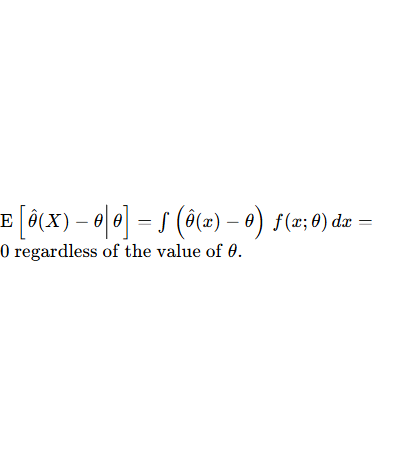 E [θ̂(X) − θ| θ] = ∫ (θ̂(x) − θ) f(x; θ) dx =
0 regardless of the value of θ.